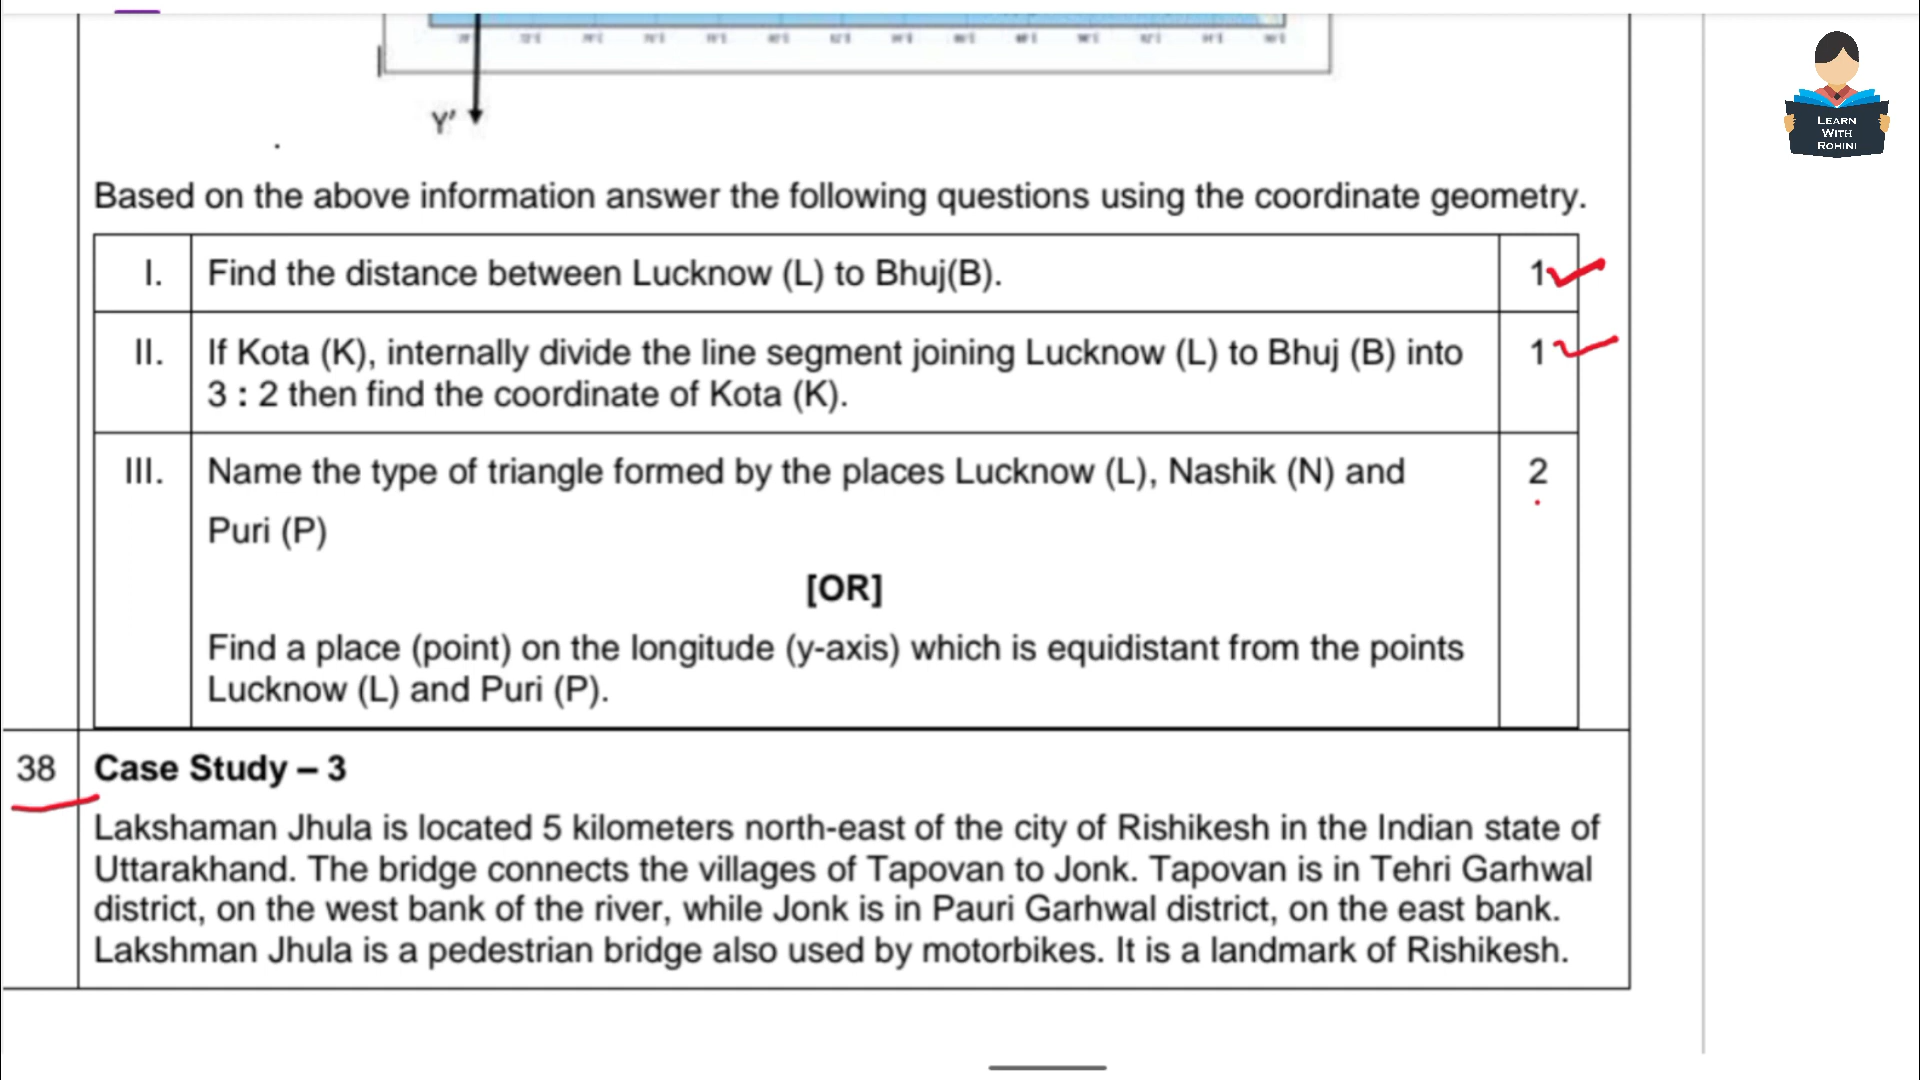 Y'
LEARN
WITH
ROHINI
Based on the above information answer the following questions using the coordinate geometry.
I. Find the distance between Lucknow (L) to Bhuj(B). 1
II. If Kota (K), internally divide the line segment joining Lucknow (L) to Bhuj (B) into 1
3 : 2 then find the coordinate of Kota (K).
III. Name the type of triangle formed by the places Lucknow (L), Nashik (N) and 2
Puri (P)
[OR]
Find a place (point) on the longitude (y-axis) which is equidistant from the points
Lucknow (L) and Puri (P).
38 Case Study – 3
Lakshaman Jhula is located 5 kilometers north-east of the city of Rishikesh in the Indian state of
Uttarakhand. The bridge connects the villages of Tapovan to Jonk. Tapovan is in Tehri Garhwal
district, on the west bank of the river, while Jonk is in Pauri Garhwal district, on the east bank.
Lakshman Jhula is a pedestrian bridge also used by motorbikes. It is a landmark of Rishikesh.